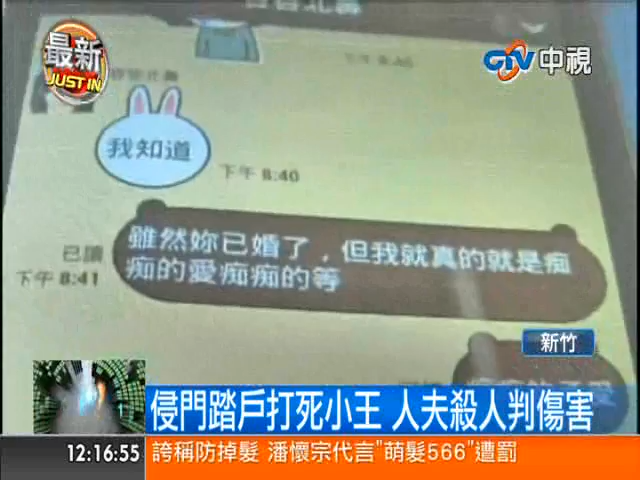 最新
JUST IN
CTV中視
我知道
下午 8:40
雖然妳已婚了，但我就真的就是痴
痴的愛痴痴的等
已讀
下午 8:41
新竹
侵門踏戶打死小王 人夫殺人判傷害
12:16:55
誇稱防掉髮 潘懷宗代言"萌髮566"遭罰